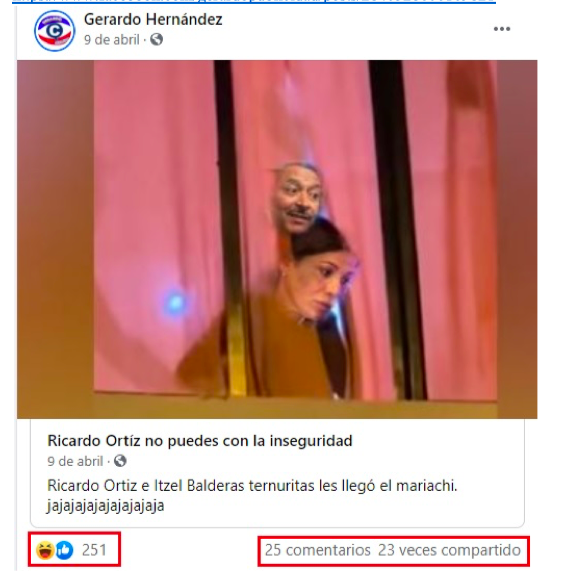 Gerardo Hernández
9 de abril ·
C
Ricardo Ortíz no puedes con la inseguridad
9 de abril ·
Ricardo Ortiz e Itzel Balderas ternuritas les llegó el mariachi.
jajajajajajajajajaja
251
25 comentarios 23 veces compartido